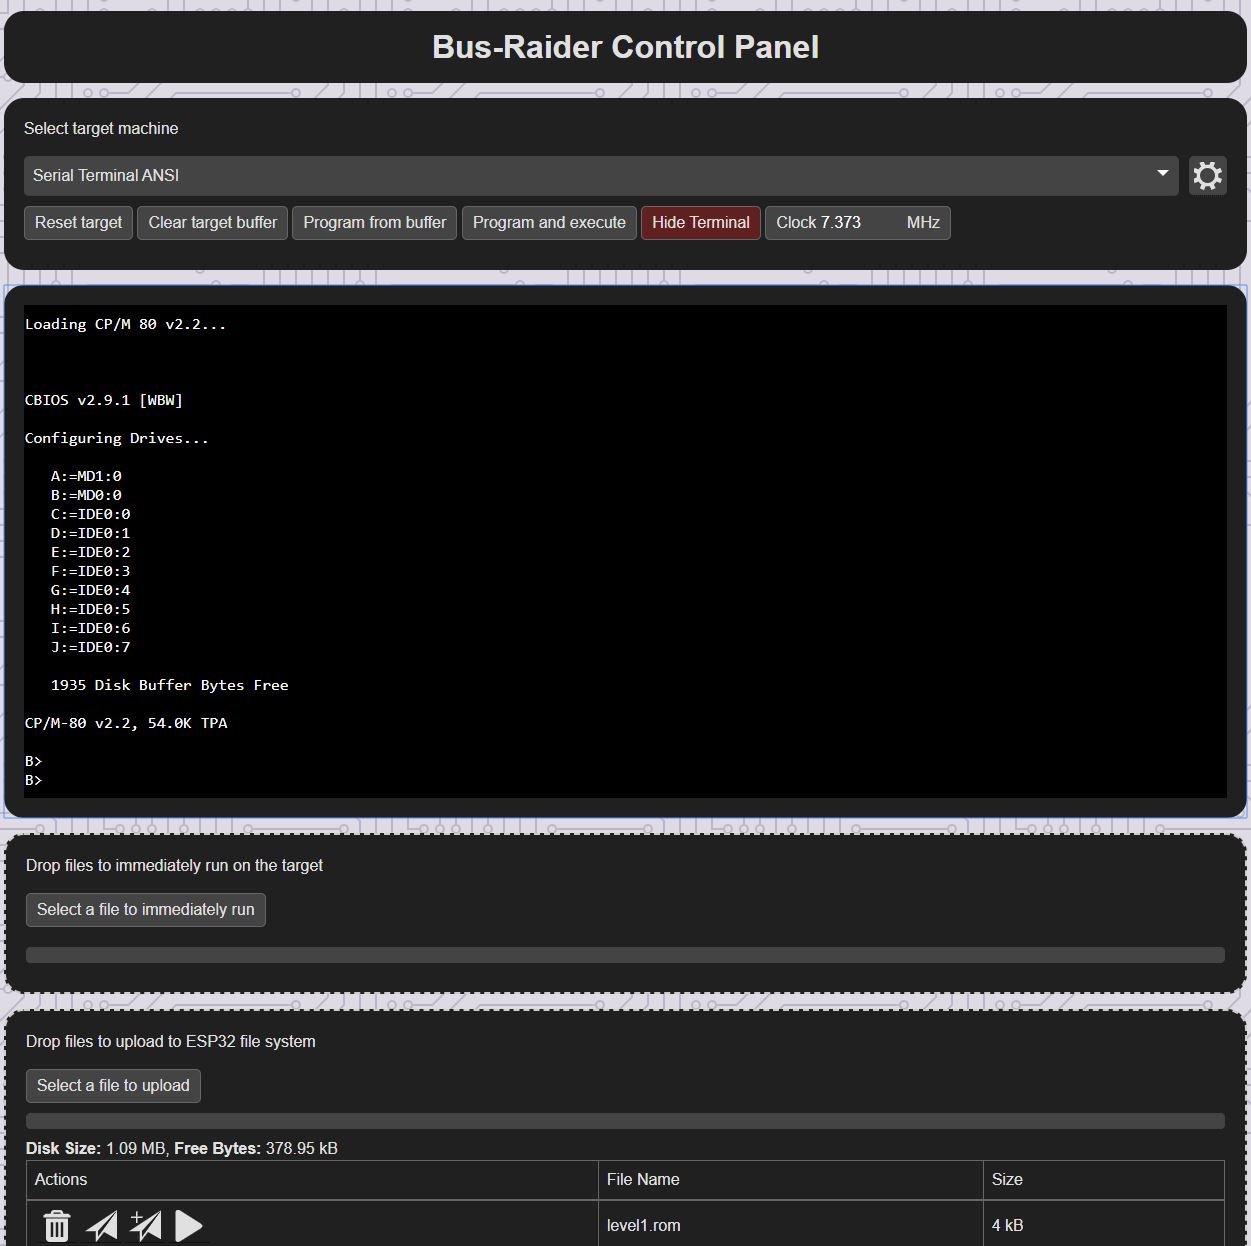 Bus-Raider Control Panel
Select target machine
Serial Terminal ANSI
Reset target Clear target buffer Program from buffer Program and execute Hide Terminal Clock 7.373 MHz
Loading CP/M 80 v2.2...
CBIOS v2.9.1 [WBW]
Configuring Drives...
A:=MD1:0
B:=MD0:0
C:=IDE0:0
D:=IDE0:1
E:=IDE0:2
F:=IDE0:3
G:=IDE0:4
H:=IDE0:5
I:=IDE0:6
J:=IDE0:7
1935 Disk Buffer Bytes Free
CP/M-80 v2.2, 54.0K TPA
B>
B>
Drop files to immediately run on the target
Select a file to immediately run
Drop files to upload to ESP32 file system
Select a file to upload
Disk Size: 1.09 MB, Free Bytes: 378.95 kB
Actions File Name Size
level1.rom 4 kB